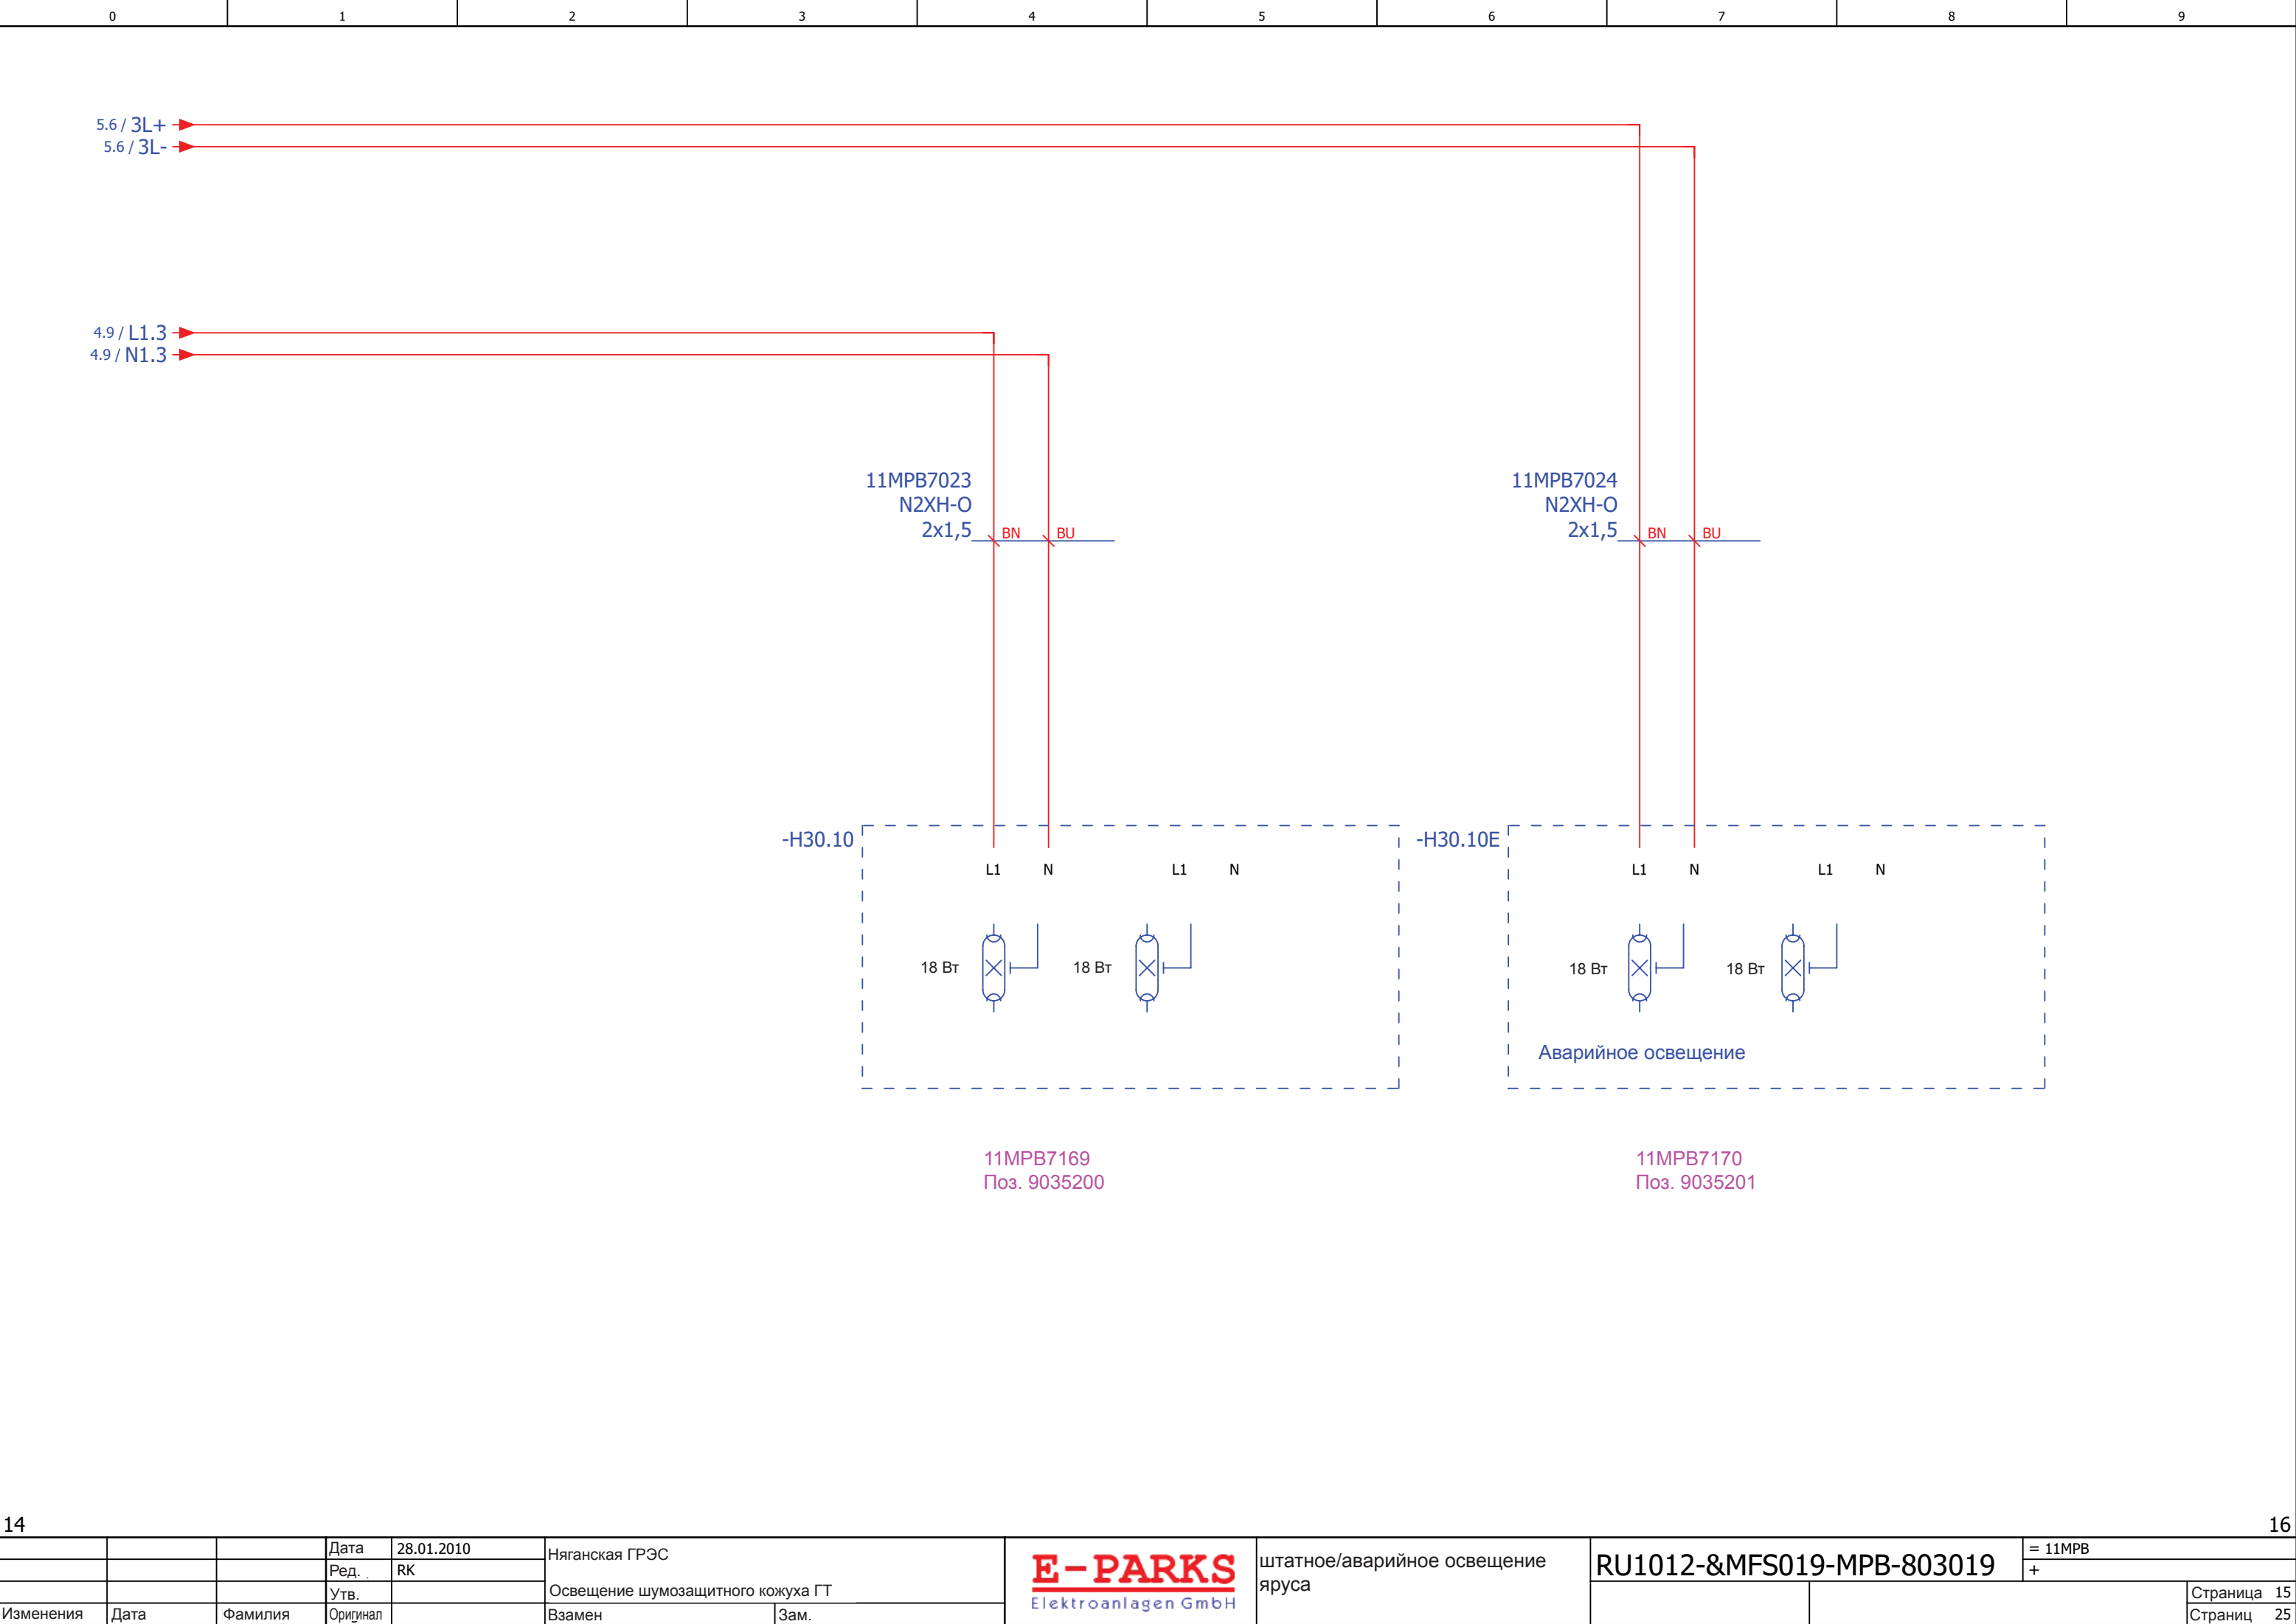 0 1 2 3 4 5 6 7 8 9
5.6 / 3L+
5.6 / 3L-
4.9 / L1.3
4.9 / N1.3
11MPB7023
N2XH-O
2x1,5 BN BU
11MPB7024
N2XH-O
2x1,5 BN BU
-H30.10
L1 N L1 N
18 Вт 18 Вт
-H30.10E
L1 N L1 N
18 Вт 18 Вт
Аварийное освещение
11MPB7169
Поз. 9035200
11MPB7170
Поз. 9035201
14 16
Дата 28.01.2010
Ред. RK
Утв.
Изменения Дата Фамилия Оригинал
Няганская ГРЭС
Освещение шумозащитного кожуха ГТ
Взамен Зам.
E-PARKS
Elektroanlagen GmbH
штатное/аварийное освещение
яруса
RU1012-&MFS019-MPB-803019
= 11MPB
+
Страница 15
Страниц 25